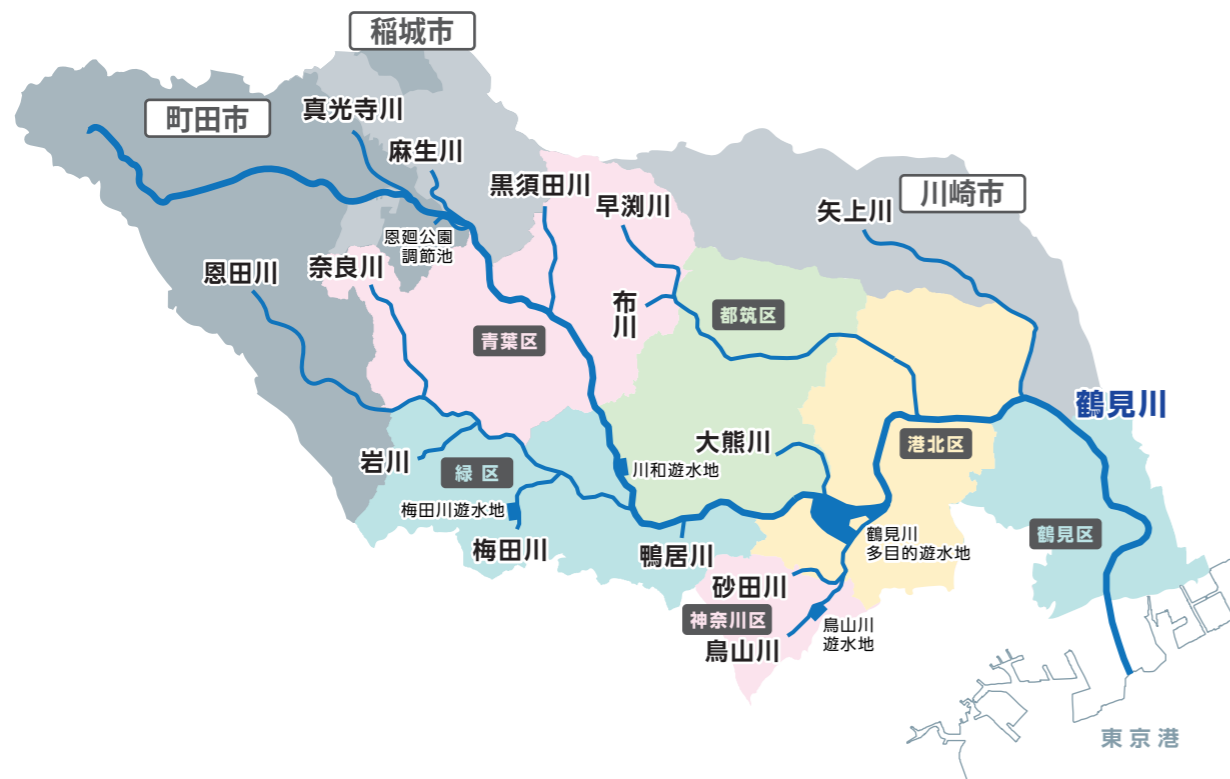 稲城市
町田市
真光寺川
麻生川
黒須田川
早渕川
矢上川
川崎市
恩廻公園
調節池
恩田川
奈良川
布川
都筑区
青葉区
鶴見川
大熊川
港北区
岩川
緑 区
川和遊水地
梅田川遊水地
梅田川
鴨居川
鶴見川
多目的遊水地
鶴見区
砂田川
神奈川区
鳥山川
鳥山川
遊水地
東京港